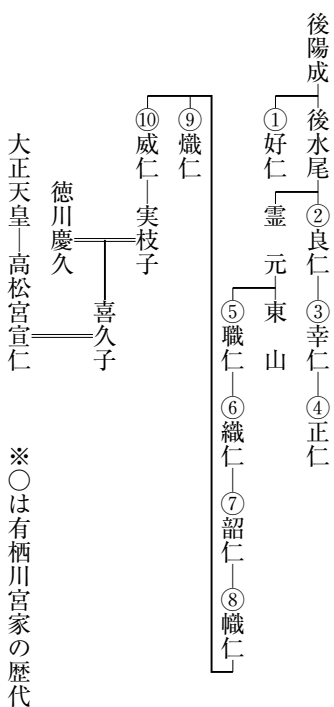 後陽成
後水尾
②良仁
③幸仁
④正仁
①好仁
霊元
東山
⑤職仁
⑥織仁
⑦韶仁
⑧幟仁
⑨熾仁
⑩威仁
実枝子
喜久子
徳川慶久
大正天皇
高松宮宣仁
※○は有栖川宮家の歴代